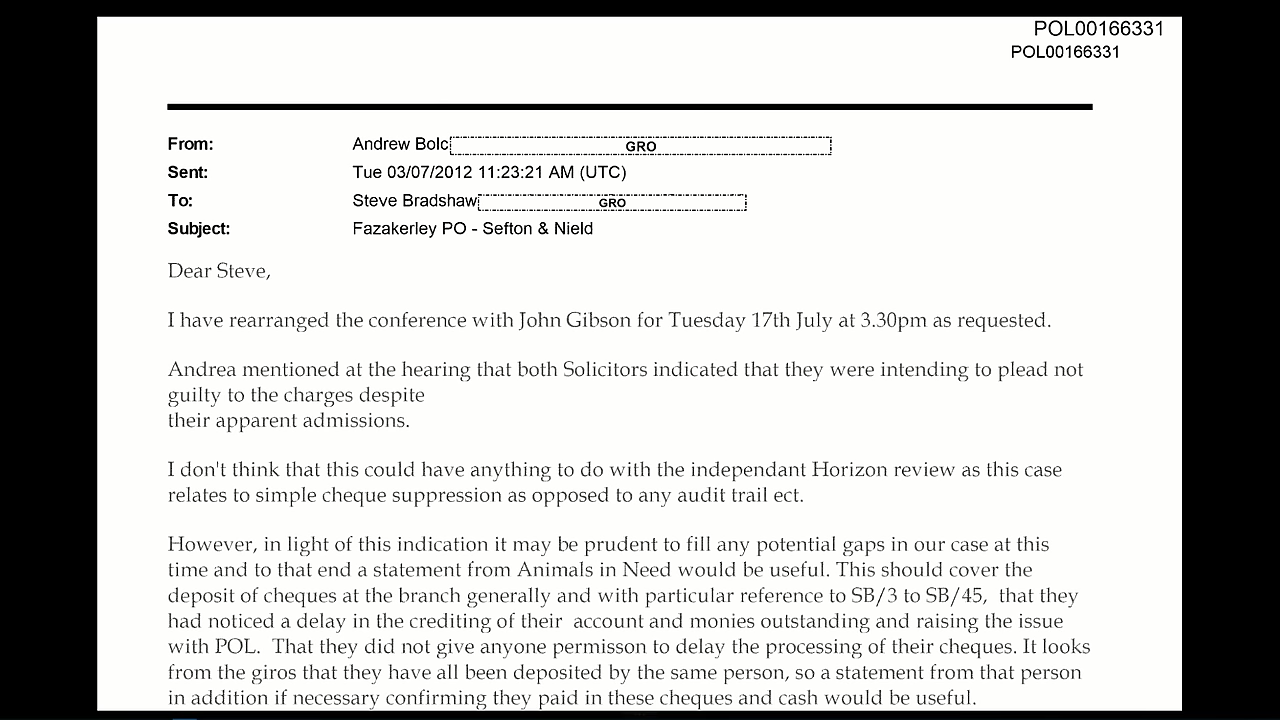 POL00166331
POL00166331
From: Andrew Bolc GRO
Sent: Tue 03/07/2012 11:23:21 AM (UTC)
To: Steve Bradshaw GRO
Subject: Fazakerley PO - Sefton & Nield
Dear Steve,
I have rearranged the conference with John Gibson for Tuesday 17th July at 3.30pm as requested.
Andrea mentioned at the hearing that both Solicitors indicated that they were intending to plead not
guilty to the charges despite
their apparent admissions.
I don't think that this could have anything to do with the independant Horizon review as this case
relates to simple cheque suppression as opposed to any audit trail ect.
However, in light of this indication it may be prudent to fill any potential gaps in our case at this
time and to that end a statement from Animals in Need would be useful. This should cover the
deposit of cheques at the branch generally and with particular reference to SB/3 to SB/45, that they
had noticed a delay in the crediting of their account and monies outstanding and raising the issue
with POL. That they did not give anyone permisson to delay the processing of their cheques. It looks
from the giros that they have all been deposited by the same person, so a statement from that person
in addition if necessary confirming they paid in these cheques and cash would be useful.